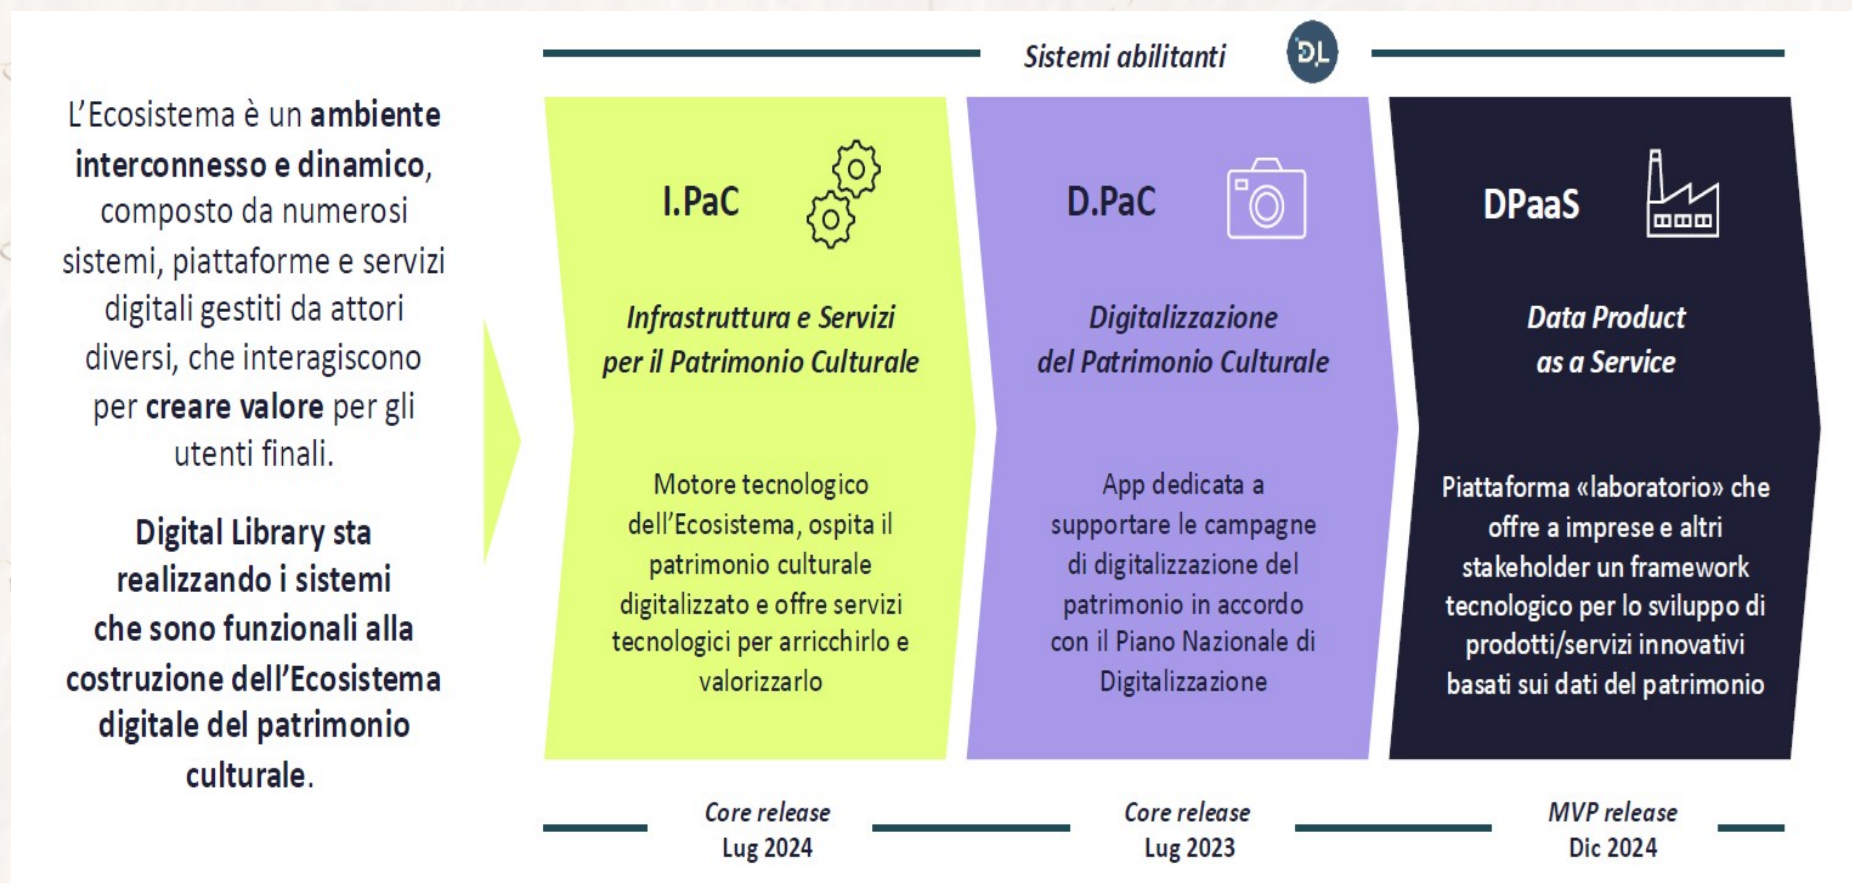 L'Ecosistema è un ambiente
interconnesso e dinamico,
composto da numerosi
sistemi, piattaforme e servizi
digitali gestiti da attori
diversi, che interagiscono
per creare valore per gli
utenti finali.
Digital Library sta
realizzando i sistemi
che sono funzionali alla
costruzione dell'Ecosistema
digitale del patrimonio
culturale.
Sistemi abilitanti
DL
I.PaC
Infrastruttura e Servizi
per il Patrimonio Culturale
Motore tecnologico
dell'Ecosistema, ospita il
patrimonio culturale
digitalizzato e offre servizi
tecnologici per arricchirlo e
valorizzarlo
Core release
Lug 2024
D.PaC
Digitalizzazione
del Patrimonio Culturale
App dedicata a
supportare le campagne
di digitalizzazione del
patrimonio in accordo
con il Piano Nazionale di
Digitalizzazione
Core release
Lug 2023
DPaaS
Data Product
as a Service
Piattaforma «laboratorio» che
offre a imprese e altri
stakeholder un framework
tecnologico per lo sviluppo di
prodotti/servizi innovativi
basati sui dati del patrimonio
MVP release
Dic 2024